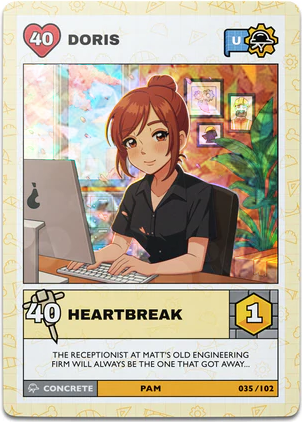 40 DORIS U
40 HEARTBREAK 1
THE RECEPTIONIST AT MATT'S OLD ENGINEERING
FIRM WILL ALWAYS BE THE ONE THAT GOT AWAY...
CONCRETE PAM 035/102